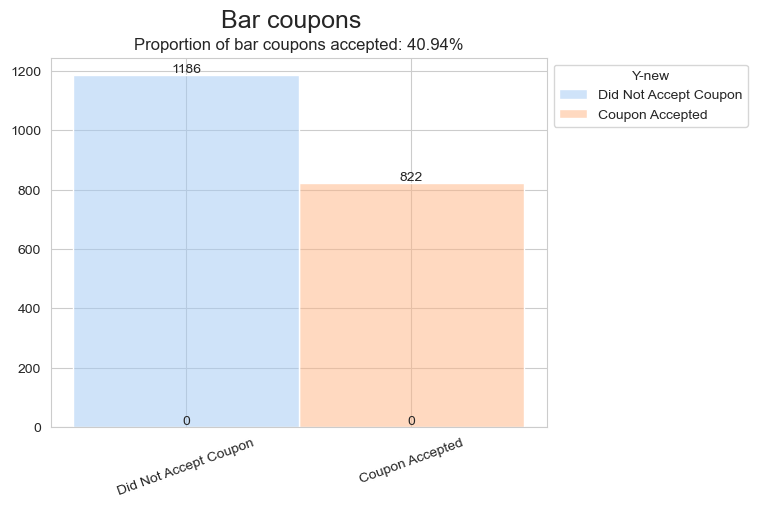 Bar coupons
Proportion of bar coupons accepted: 40.94%
1200
1000
800
600
400
200
0
1186
822
0
0
Did Not Accept Coupon
Coupon Accepted
Y-new
Did Not Accept Coupon
Coupon Accepted